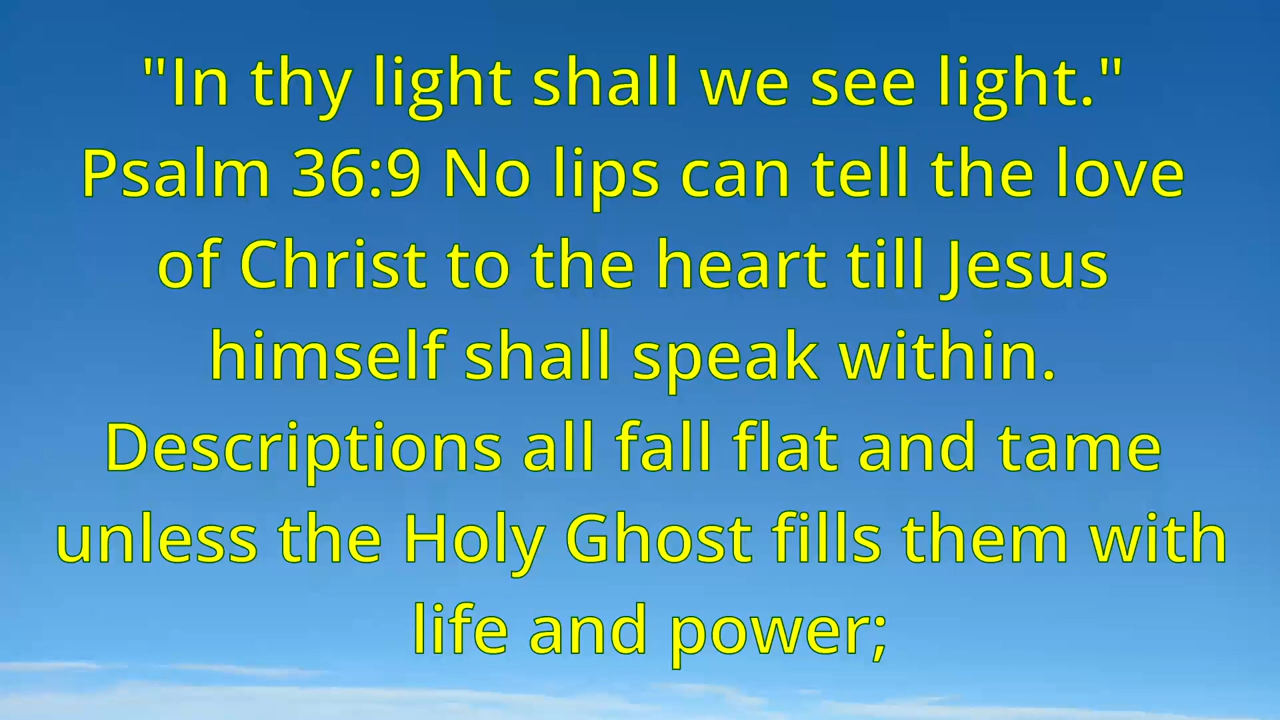 "In thy light shall we see light."
Psalm 36:9 No lips can tell the love
of Christ to the heart till Jesus
himself shall speak within.
Descriptions all fall flat and tame
unless the Holy Ghost fills them with
life and power;